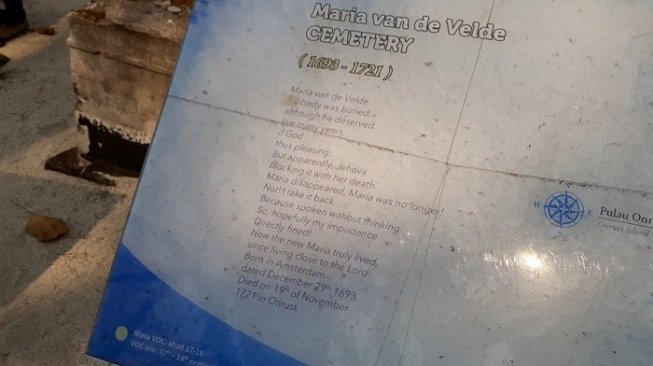 Maria van de Velde
CEMETERY
( 1693 - 1721 )
Maria van de Velde
body was buried,
although he deserved
live many years,
if God
thus pleasing.
But apparently, Jehova
Blocking it with her death.
Maria disappeared, Maria was no longer!
Not! take it back.
Because spoken without thinking.
So, hopefully my impudence
Directly fined!
Now the new Maria truly lived,
since living close to the Lord.
Born in Amsterdam
dated December 29th 1693.
Died on 19th of November
1721 in Onrust
N
W
E
S
Pulau Onr
Onrust Island
Masa VOC: abad 17-18
VOC era: 17th - 18th